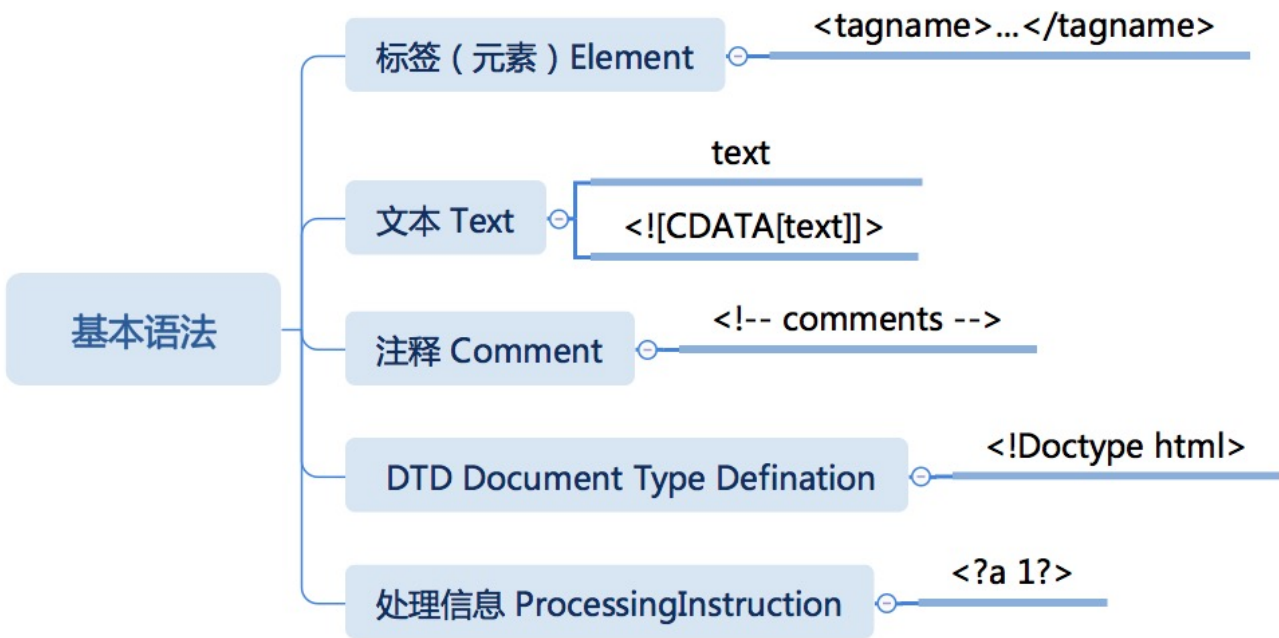 <tagname>...</tagname>
标签（元素）Element
text
文本 Text
<![CDATA[text]]>
基本语法
<!-- comments -->
注释 Comment
<!Doctype html>
DTD Document Type Defination
<?a 1?>
处理信息 ProcessingInstruction